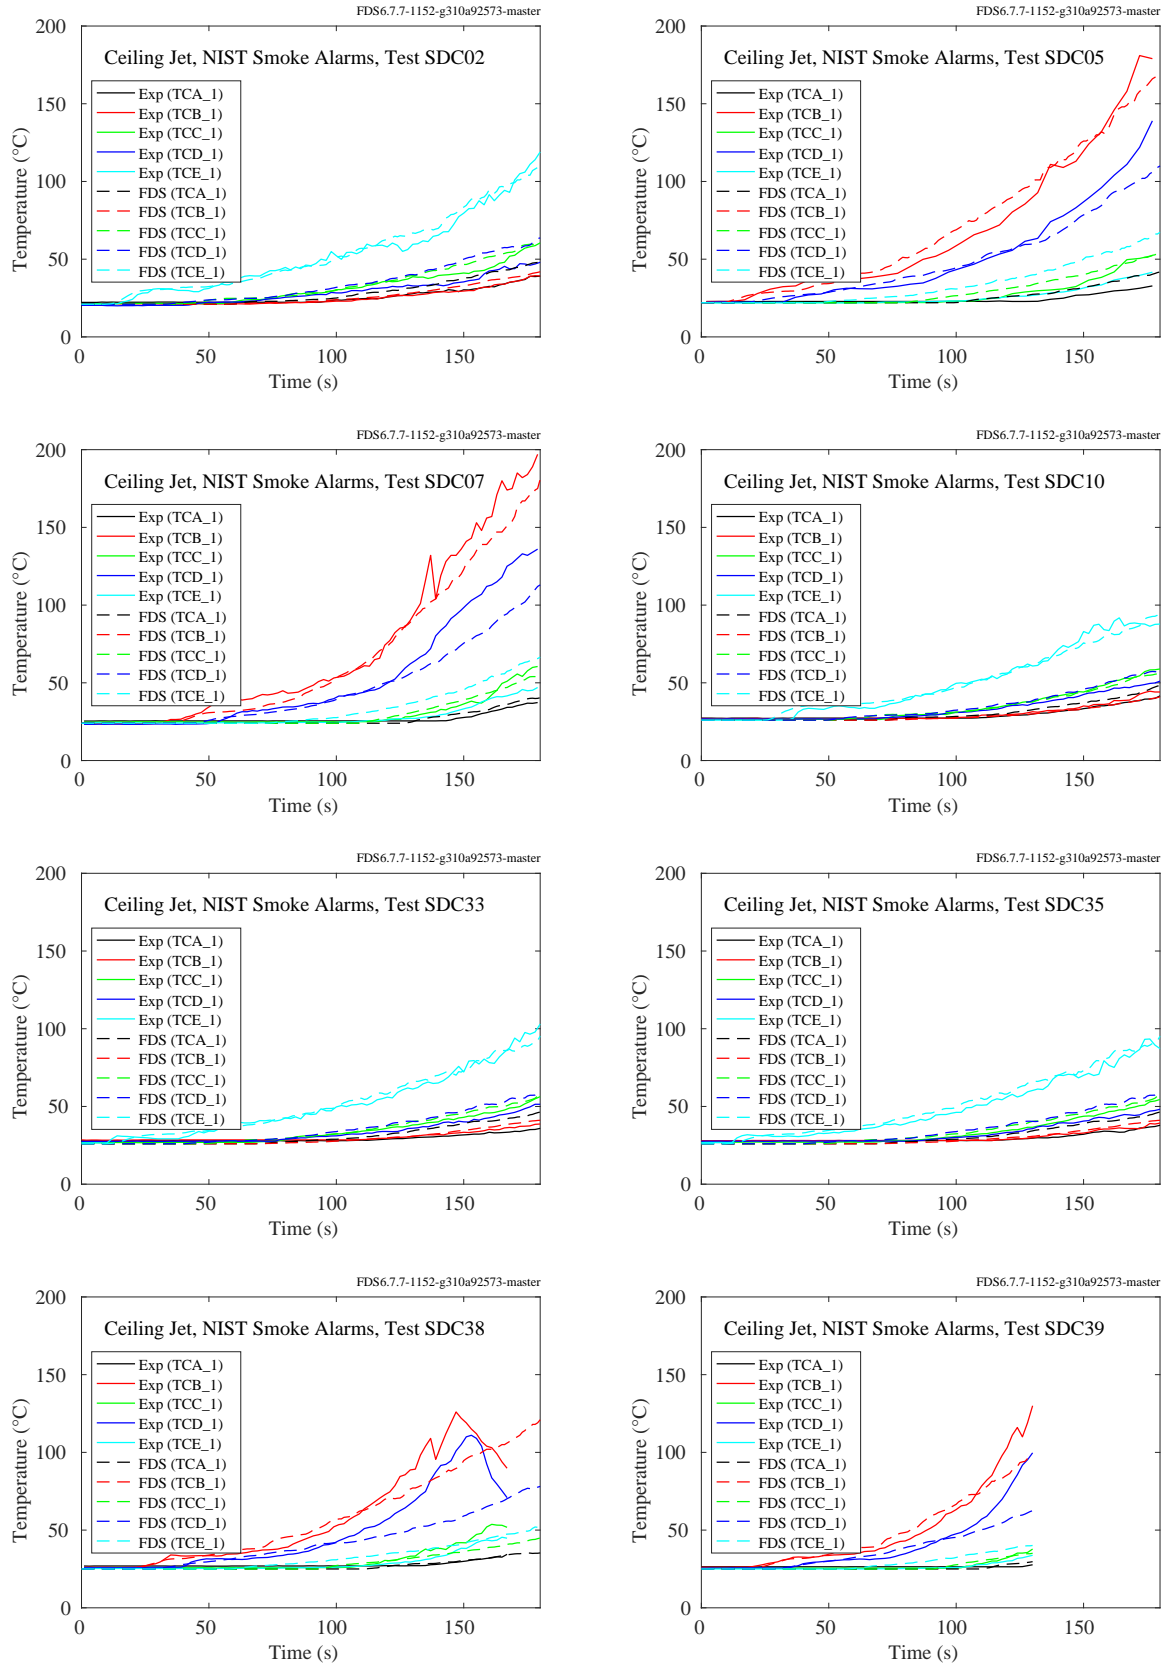 FDS6.7.7-1152-g310a92573-master
Ceiling Jet, NIST Smoke Alarms, Test SDC02
200
150
100
50
0
Temperature (°C)
Exp (TCA_1)
Exp (TCB_1)
Exp (TCC_1)
Exp (TCD_1)
Exp (TCE_1)
FDS (TCA_1)
FDS (TCB_1)
FDS (TCC_1)
FDS (TCD_1)
FDS (TCE_1)
0 50 100 150
Time (s)
FDS6.7.7-1152-g310a92573-master
Ceiling Jet, NIST Smoke Alarms, Test SDC05
200
150
100
50
0
Temperature (°C)
Exp (TCA_1)
Exp (TCB_1)
Exp (TCC_1)
Exp (TCD_1)
Exp (TCE_1)
FDS (TCA_1)
FDS (TCB_1)
FDS (TCC_1)
FDS (TCD_1)
FDS (TCE_1)
0 50 100 150
Time (s)
FDS6.7.7-1152-g310a92573-master
Ceiling Jet, NIST Smoke Alarms, Test SDC07
200
150
100
50
0
Temperature (°C)
Exp (TCA_1)
Exp (TCB_1)
Exp (TCC_1)
Exp (TCD_1)
Exp (TCE_1)
FDS (TCA_1)
FDS (TCB_1)
FDS (TCC_1)
FDS (TCD_1)
FDS (TCE_1)
0 50 100 150
Time (s)
FDS6.7.7-1152-g310a92573-master
Ceiling Jet, NIST Smoke Alarms, Test SDC10
200
150
100
50
0
Temperature (°C)
Exp (TCA_1)
Exp (TCB_1)
Exp (TCC_1)
Exp (TCD_1)
Exp (TCE_1)
FDS (TCA_1)
FDS (TCB_1)
FDS (TCC_1)
FDS (TCD_1)
FDS (TCE_1)
0 50 100 150
Time (s)
FDS6.7.7-1152-g310a92573-master
Ceiling Jet, NIST Smoke Alarms, Test SDC33
200
150
100
50
0
Temperature (°C)
Exp (TCA_1)
Exp (TCB_1)
Exp (TCC_1)
Exp (TCD_1)
Exp (TCE_1)
FDS (TCA_1)
FDS (TCB_1)
FDS (TCC_1)
FDS (TCD_1)
FDS (TCE_1)
0 50 100 150
Time (s)
FDS6.7.7-1152-g310a92573-master
Ceiling Jet, NIST Smoke Alarms, Test SDC35
200
150
100
50
0
Temperature (°C)
Exp (TCA_1)
Exp (TCB_1)
Exp (TCC_1)
Exp (TCD_1)
Exp (TCE_1)
FDS (TCA_1)
FDS (TCB_1)
FDS (TCC_1)
FDS (TCD_1)
FDS (TCE_1)
0 50 100 150
Time (s)
FDS6.7.7-1152-g310a92573-master
Ceiling Jet, NIST Smoke Alarms, Test SDC38
200
150
100
50
0
Temperature (°C)
Exp (TCA_1)
Exp (TCB_1)
Exp (TCC_1)
Exp (TCD_1)
Exp (TCE_1)
FDS (TCA_1)
FDS (TCB_1)
FDS (TCC_1)
FDS (TCD_1)
FDS (TCE_1)
0 50 100 150
Time (s)
FDS6.7.7-1152-g310a92573-master
Ceiling Jet, NIST Smoke Alarms, Test SDC39
200
150
100
50
0
Temperature (°C)
Exp (TCA_1)
Exp (TCB_1)
Exp (TCC_1)
Exp (TCD_1)
Exp (TCE_1)
FDS (TCA_1)
FDS (TCB_1)
FDS (TCC_1)
FDS (TCD_1)
FDS (TCE_1)
0 50 100 150
Time (s)